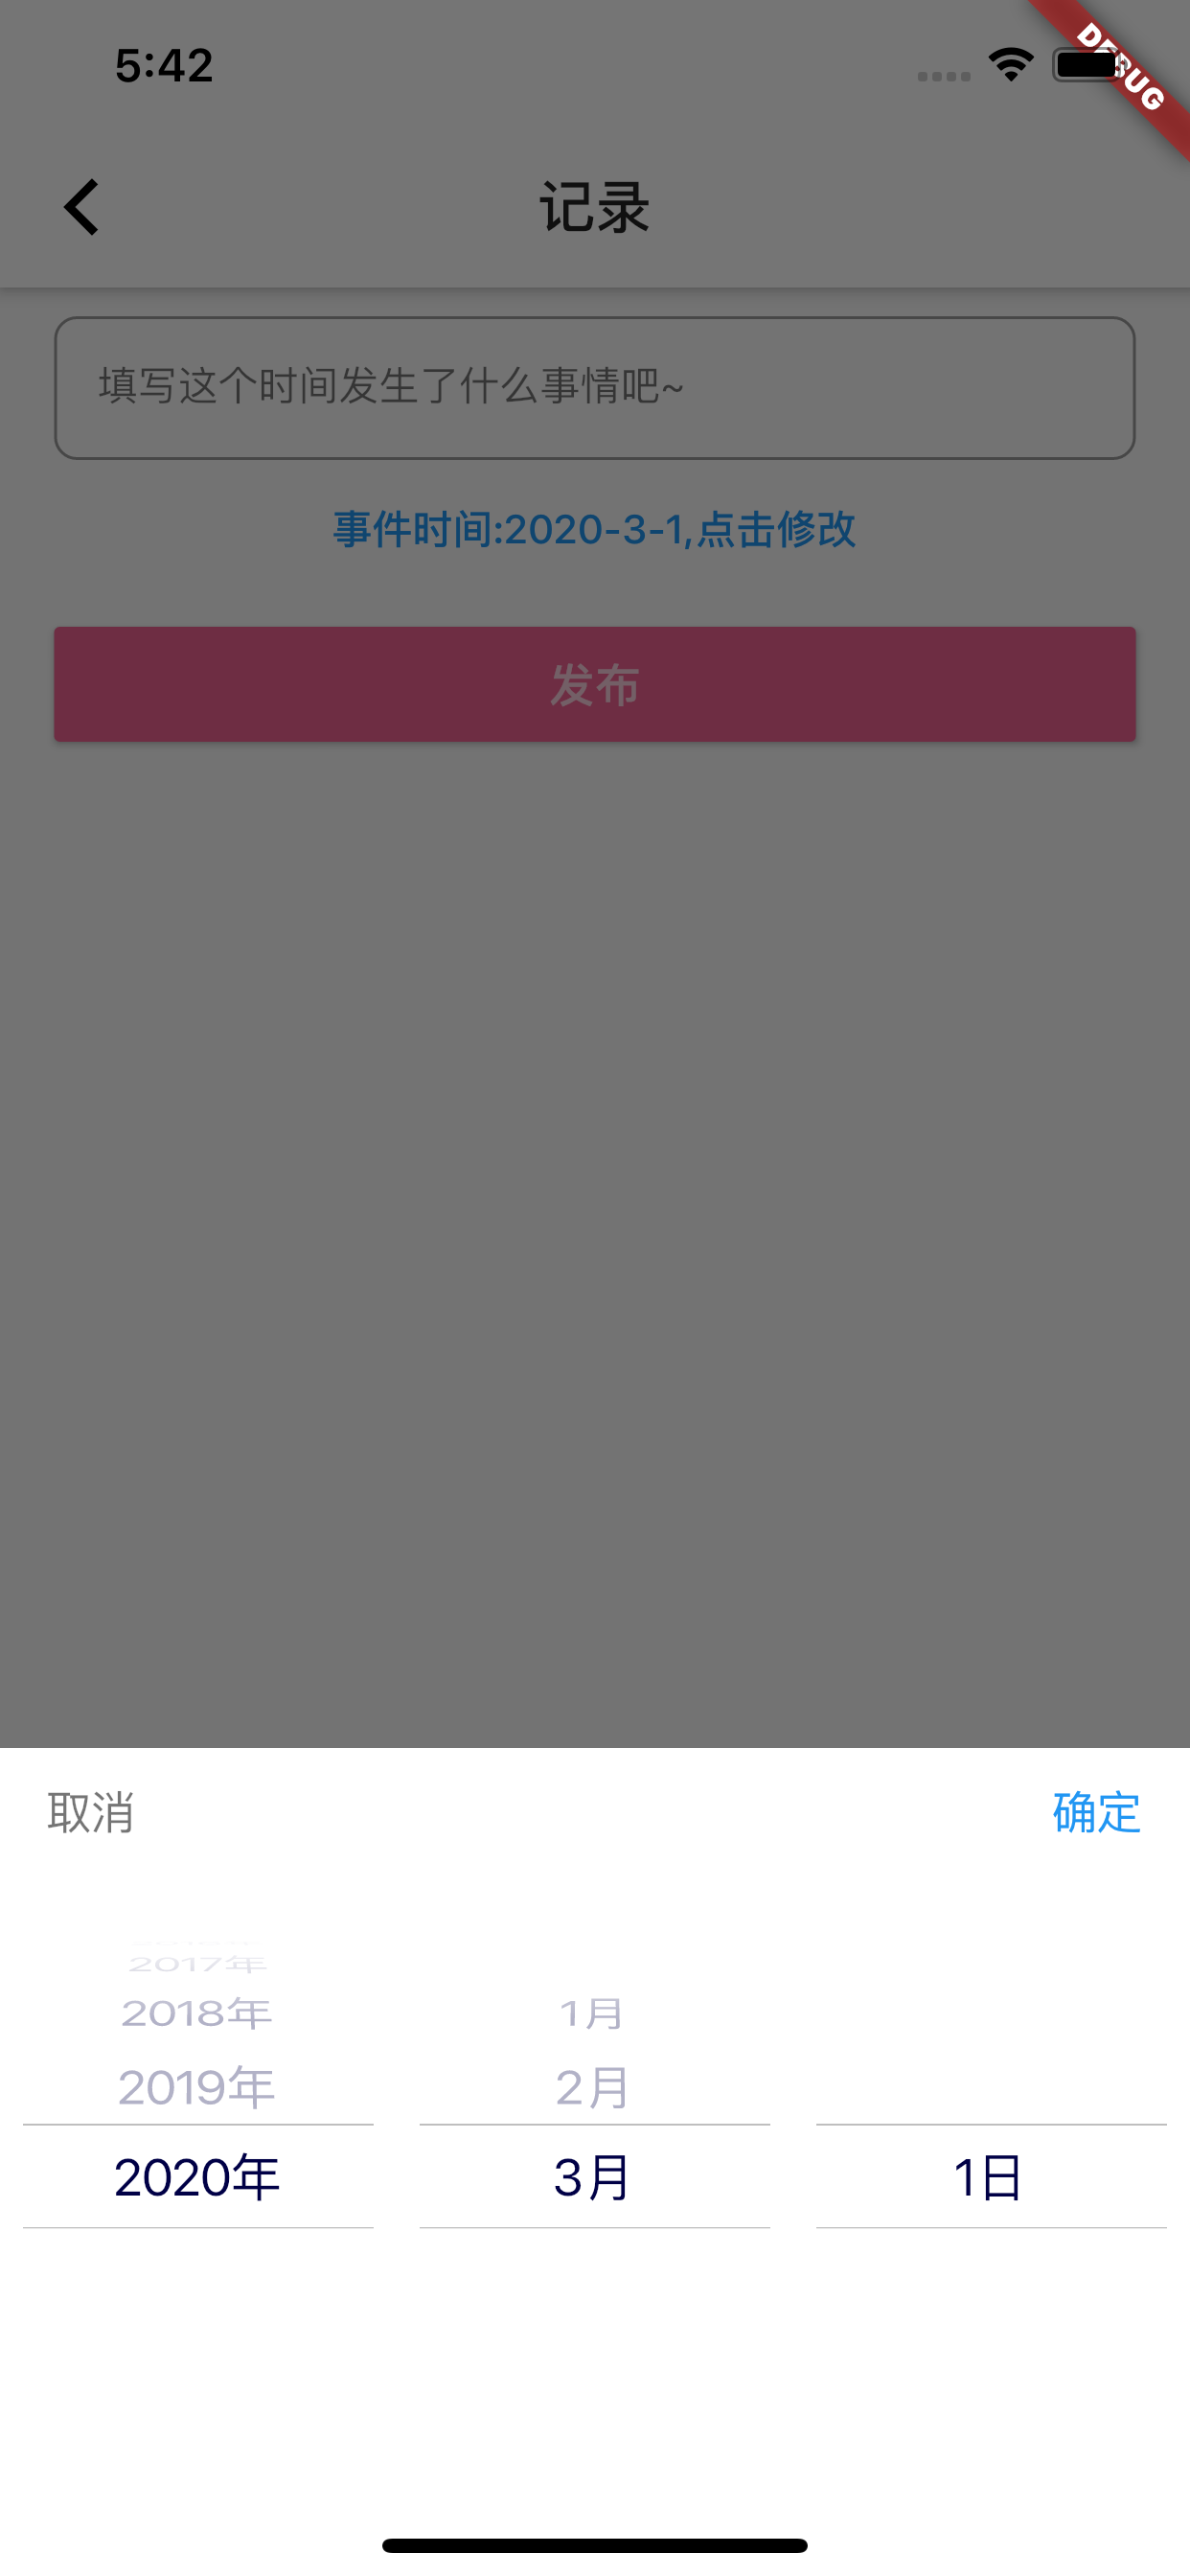 5:42
DEBUG
记录
填写这个时间发生了什么事情吧~
事件时间:2020-3-1,点击修改
发布
取消
确定
2017年
2018年
1月
2019年
2月
2020年
3月
1日